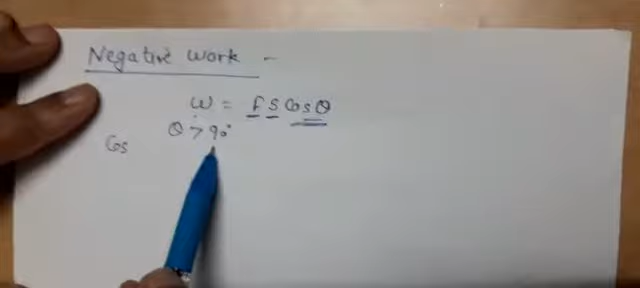 Negative Work -
W = F S Cos θ
θ > 90°
Cos